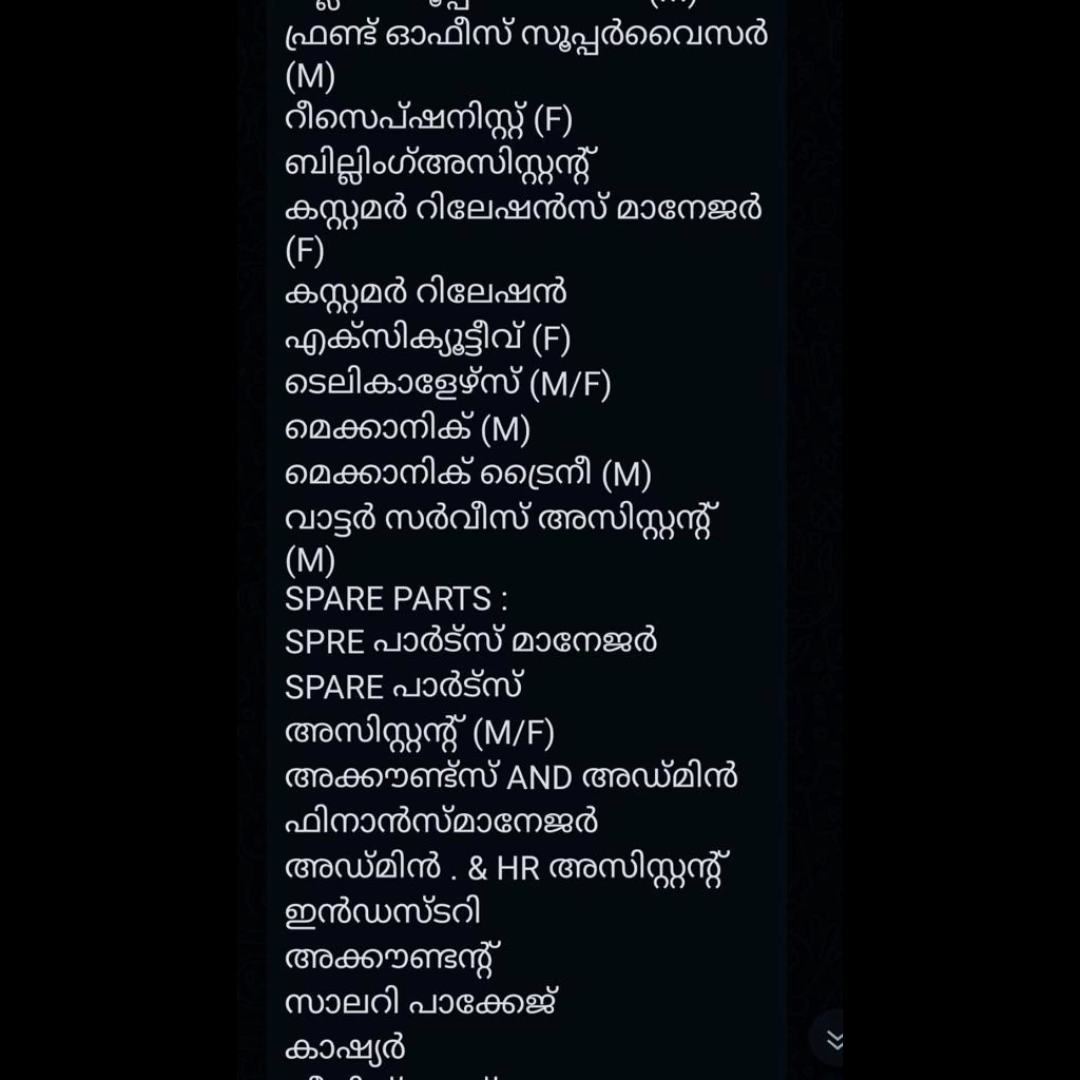 ഫ്രണ്ട് ഓഫീസ് സൂപ്പർവൈസർ
(M)
റീസെപ്ഷനിസ്റ്റ് (F)
ബില്ലിംഗ്അസിസ്റ്റന്റ്
കസ്റ്റമർ റിലേഷൻസ് മാനേജർ
(F)
കസ്റ്റമർ റിലേഷൻ
എക്സിക്യൂട്ടീവ് (F)
ടെലികാളേഴ്സ് (M/F)
മെക്കാനിക് (M)
മെക്കാനിക് ട്രൈനീ (M)
വാട്ടർ സർവീസ് അസിസ്റ്റന്റ്
(M)
SPARE PARTS :
SPRE പാർട്സ് മാനേജർ
SPARE പാർട്സ്
അസിസ്റ്റന്റ് (M/F)
അക്കൗണ്ട്സ് AND അഡ്മിൻ
ഫിനാൻസ്മാനേജർ
അഡ്മിൻ . & HR അസിസ്റ്റന്റ്
ഇൻഡസ്ടറി
അക്കൗണ്ടന്റ്
സാലറി പാക്കേജ്
കാഷ്യർ